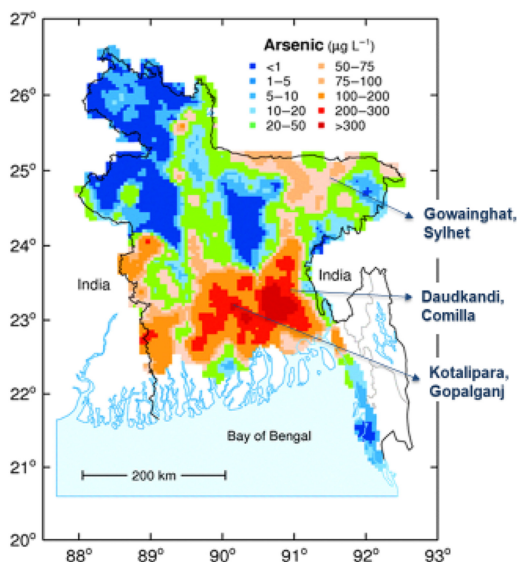 27°
26°
25°
24°
23°
22°
21°
20°
Arsenic (µg L⁻¹)
<1
1–5
5–10
10–20
20–50
50–75
75–100
100–200
200–300
>300
Gowainghat,
Sylhet
India
India
Daudkandi,
Comilla
Kotalipara,
Gopalganj
Bay of Bengal
200 km
88° 89° 90° 91° 92° 93°